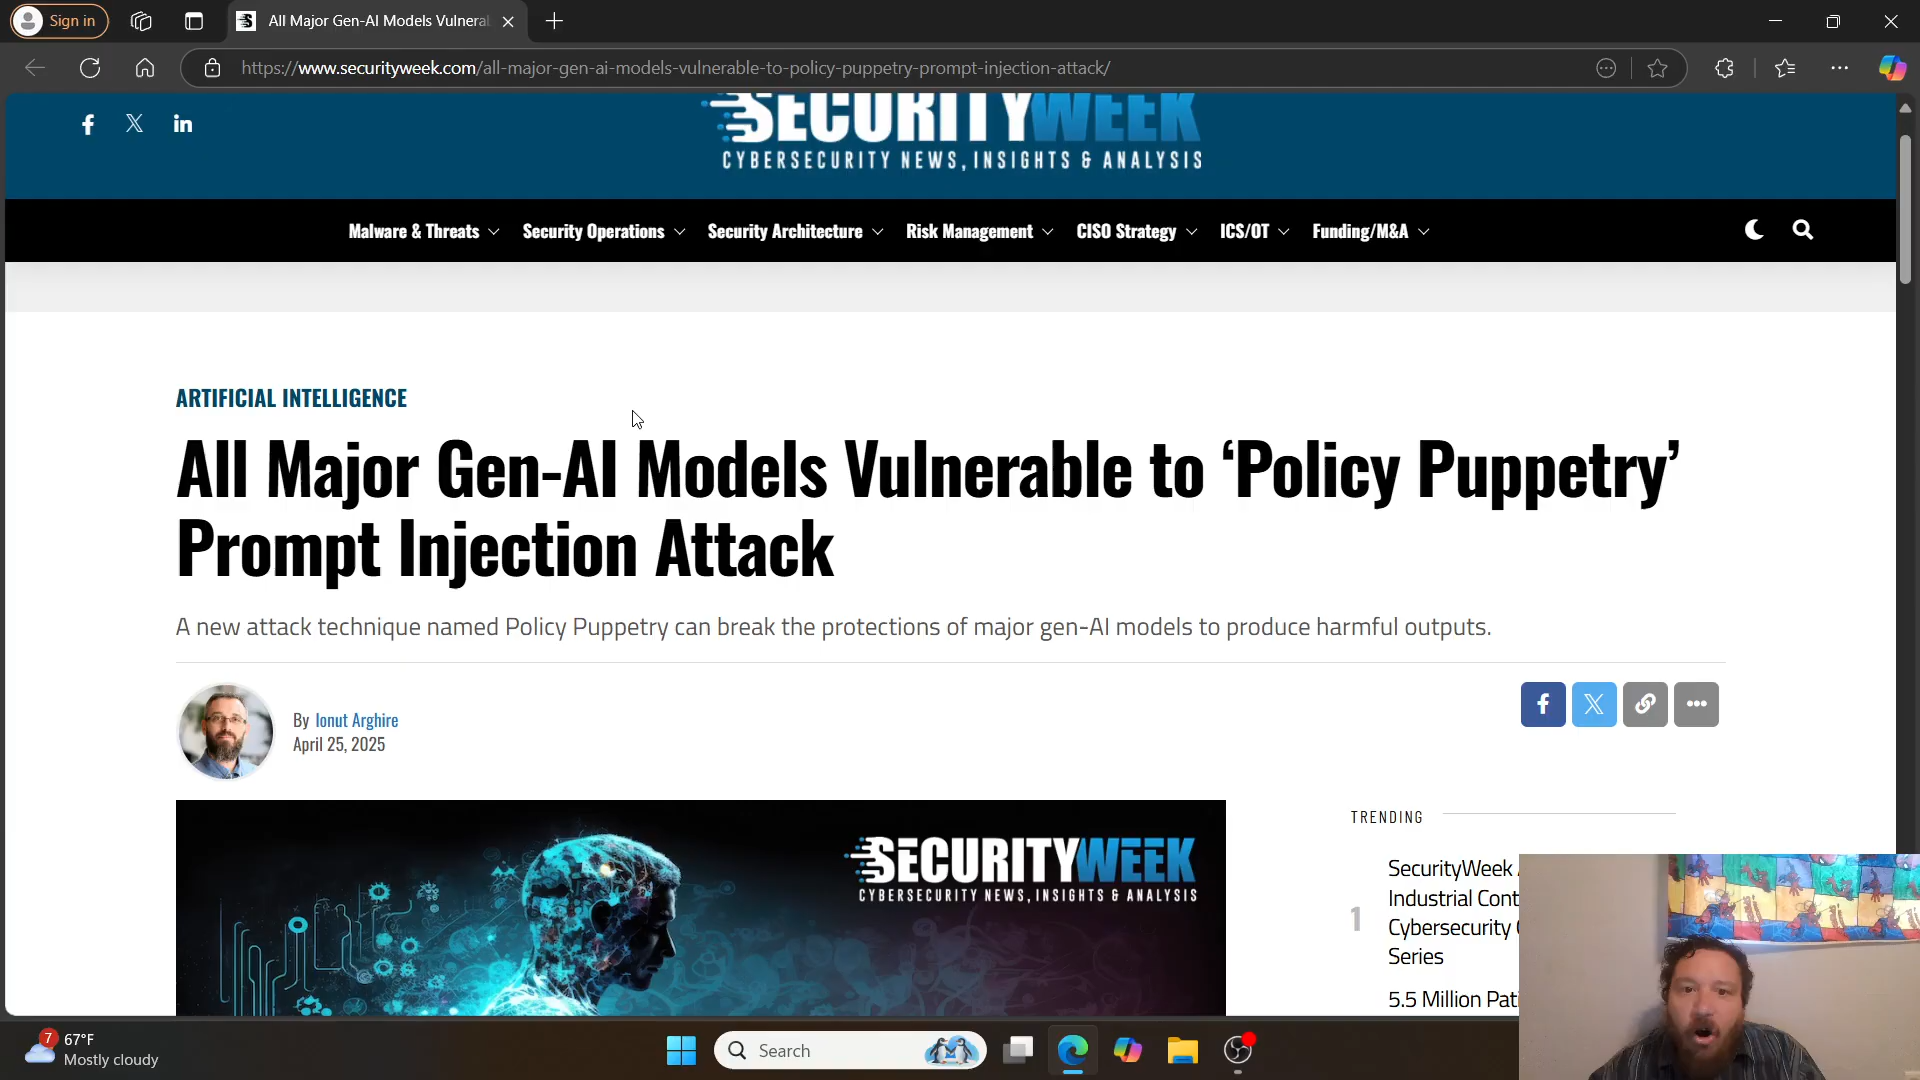 Sign in
All Major Gen-AI Models Vulneral
https://www.securityweek.com/all-major-gen-ai-models-vulnerable-to-policy-puppetry-prompt-injection-attack/
SECURITYWEEK
CYBERSECURITY NEWS, INSIGHTS & ANALYSIS
Malware & Threats
Security Operations
Security Architecture
Risk Management
CISO Strategy
ICS/OT
Funding/M&A
ARTIFICIAL INTELLIGENCE
All Major Gen-AI Models Vulnerable to ‘Policy Puppetry’
Prompt Injection Attack
A new attack technique named Policy Puppetry can break the protections of major gen-AI models to produce harmful outputs.
By Ionut Arghire
April 25, 2025
SECURITYWEEK
CYBERSECURITY NEWS, INSIGHTS & ANALYSIS
TRENDING
1
SecurityWeek
Industrial Cont
Cybersecurity
Series
5.5 Million Pati
7
67°F
Mostly cloudy
Search